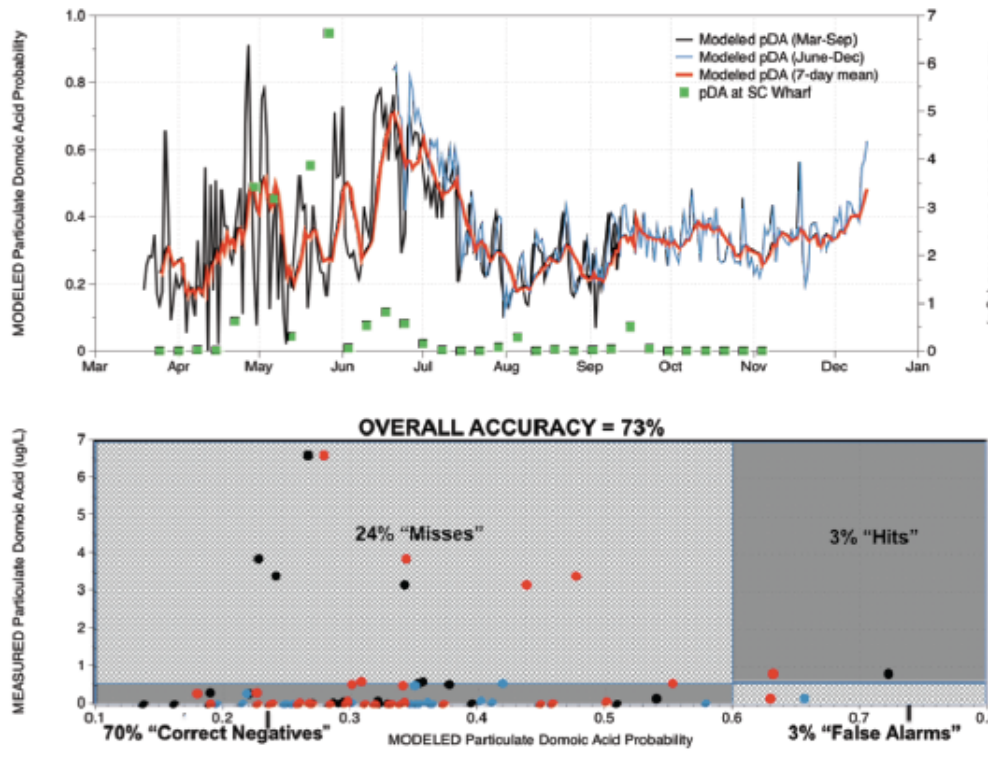 1.0
0.8
0.6
0.4
0.2
0
MODELED Particulate Domoic Acid Probability
7
6
5
4
3
2
1
0
Modeled pDA (Mar-Sep)
Modeled pDA (June-Dec)
Modeled pDA (7-day mean)
pDA at SC Wharf
Mar Apr May Jun Jul Aug Sep Oct Nov Dec Jan
OVERALL ACCURACY = 73%
MEASURED Particulate Domoic Acid (ug/L)
7
6
5
4
3
2
1
0
24% “Misses”
3% “Hits”
0.1 0.2 0.3 0.4 0.5 0.6 0.7
70% “Correct Negatives”
MODELED Particulate Domoic Acid Probability
3% “False Alarms”